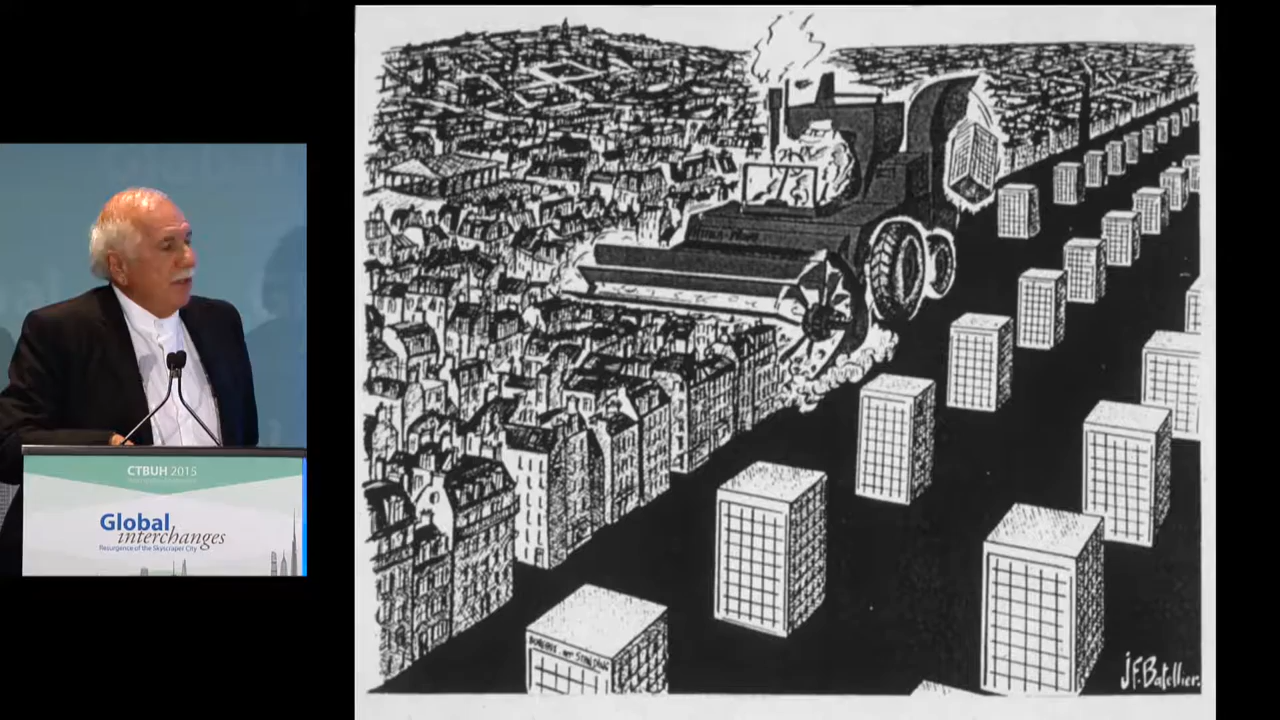 CTBUH 2015
Global
interchanges
Resurgence of the Skyscraper City
J.F.Batellier.